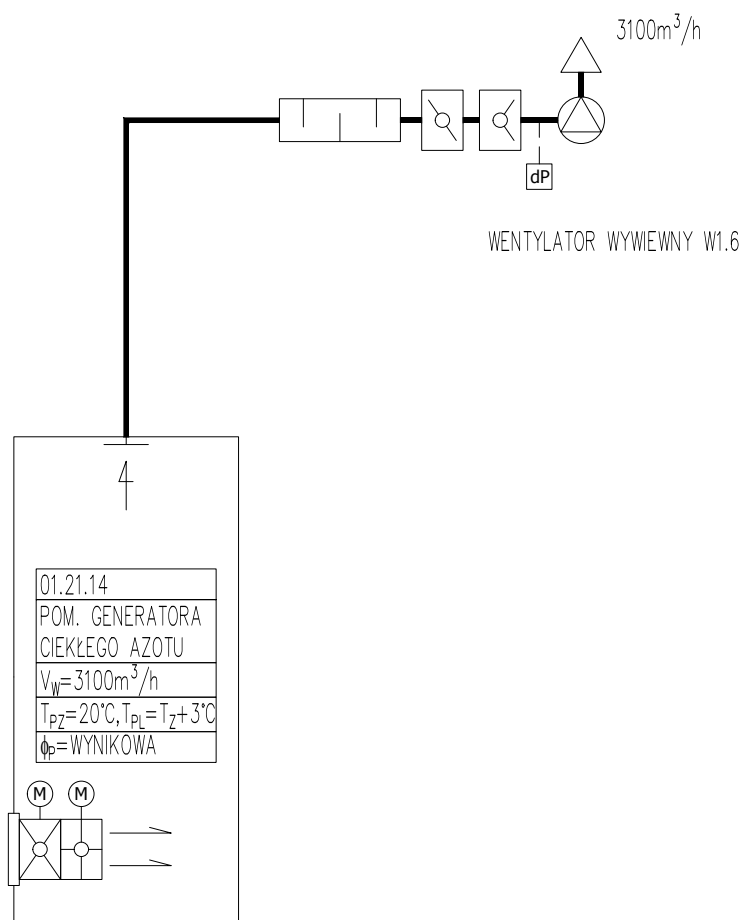 3100m³/h
dP
WENTYLATOR WYWIEWNY W1.6
01.21.14
POM. GENERATORA
CIEKŁEGO AZOTU
V_W=3100m³/h
T_PZ=20°C,T_PL=T_Z+3°C
ϕ_P=WYNIKOWA
M M